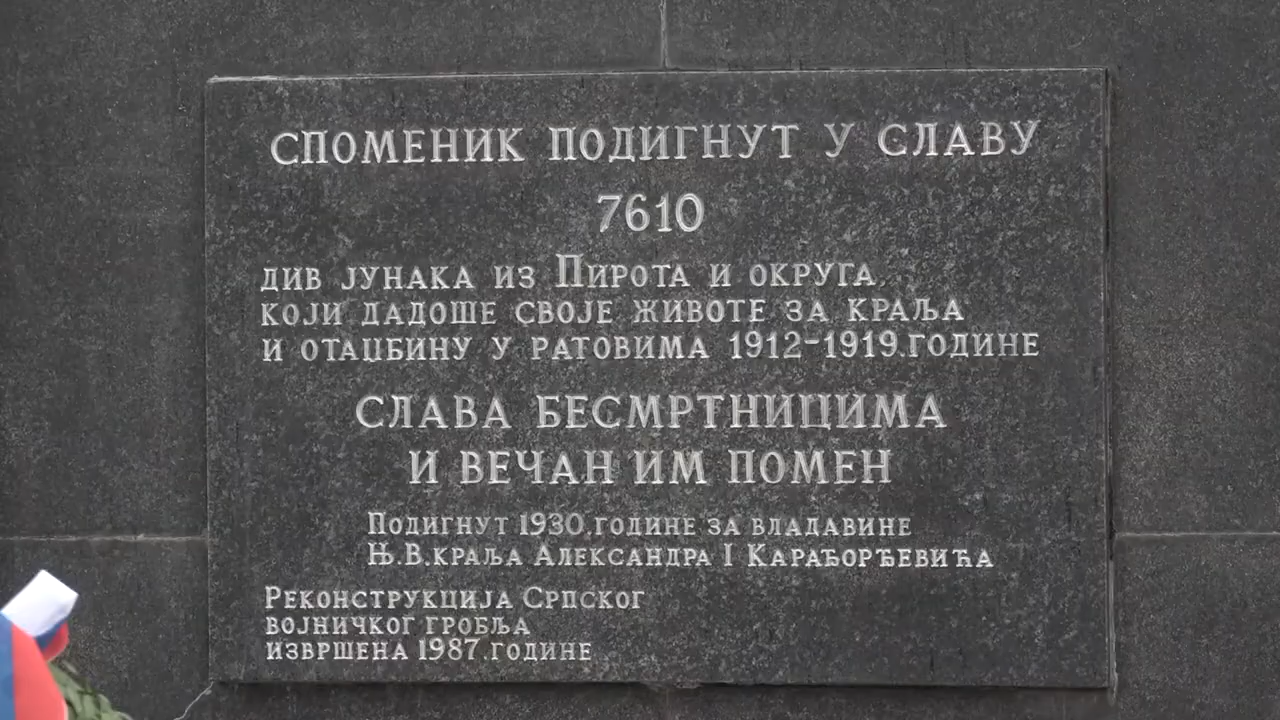 СПОМЕНИК ПОДИГНУТ У СЛАВУ
7610
ДИВ ЈУНАКА ИЗ ПИРОТА И ОКРУГА,
КОЈИ ДАДОШЕ СВОЈЕ ЖИВОТЕ ЗА КРАЉА
И ОТАЏБИНУ У РАТОВИМА 1912-1919.ГОДИНЕ
СЛАВА БЕСМРТНИЦИМА
И ВЕЧАН ИМ ПОМЕН
ПОДИГНУТ 1930.ГОДИНЕ ЗА ВЛАДАВИНЕ
Њ.В.КРАЉА АЛЕКСАНДРА I КАРАЂОРЂЕВИЋА
РЕКОНСТРУКЦИЈА СРПСКОГ
ВОЈНИЧКОГ ГРОБЉА
ИЗВРШЕНА 1987.ГОДИНЕ